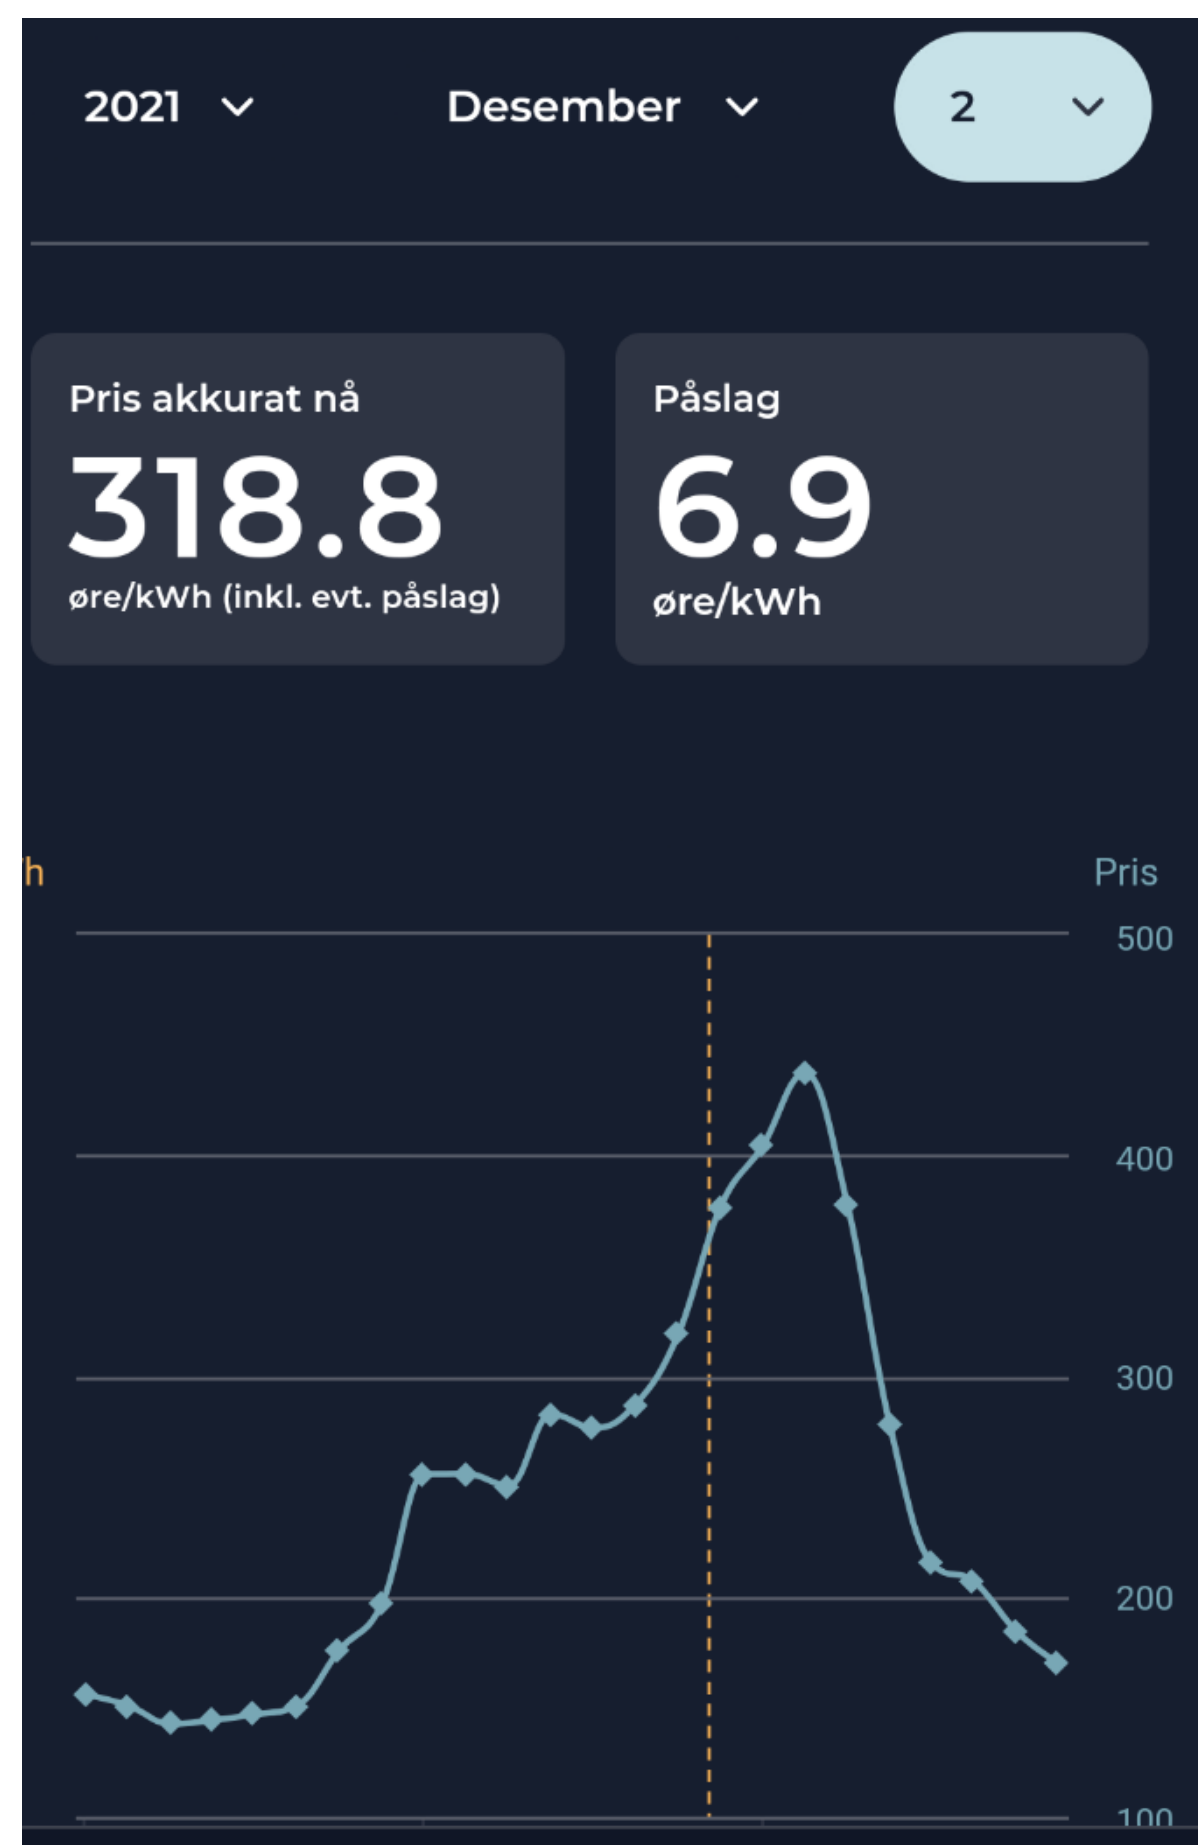 2021 Desember 2
Pris akkurat nå
318.8
øre/kWh (inkl. evt. påslag)
Påslag
6.9
øre/kWh
h
Pris
500
400
300
200
100